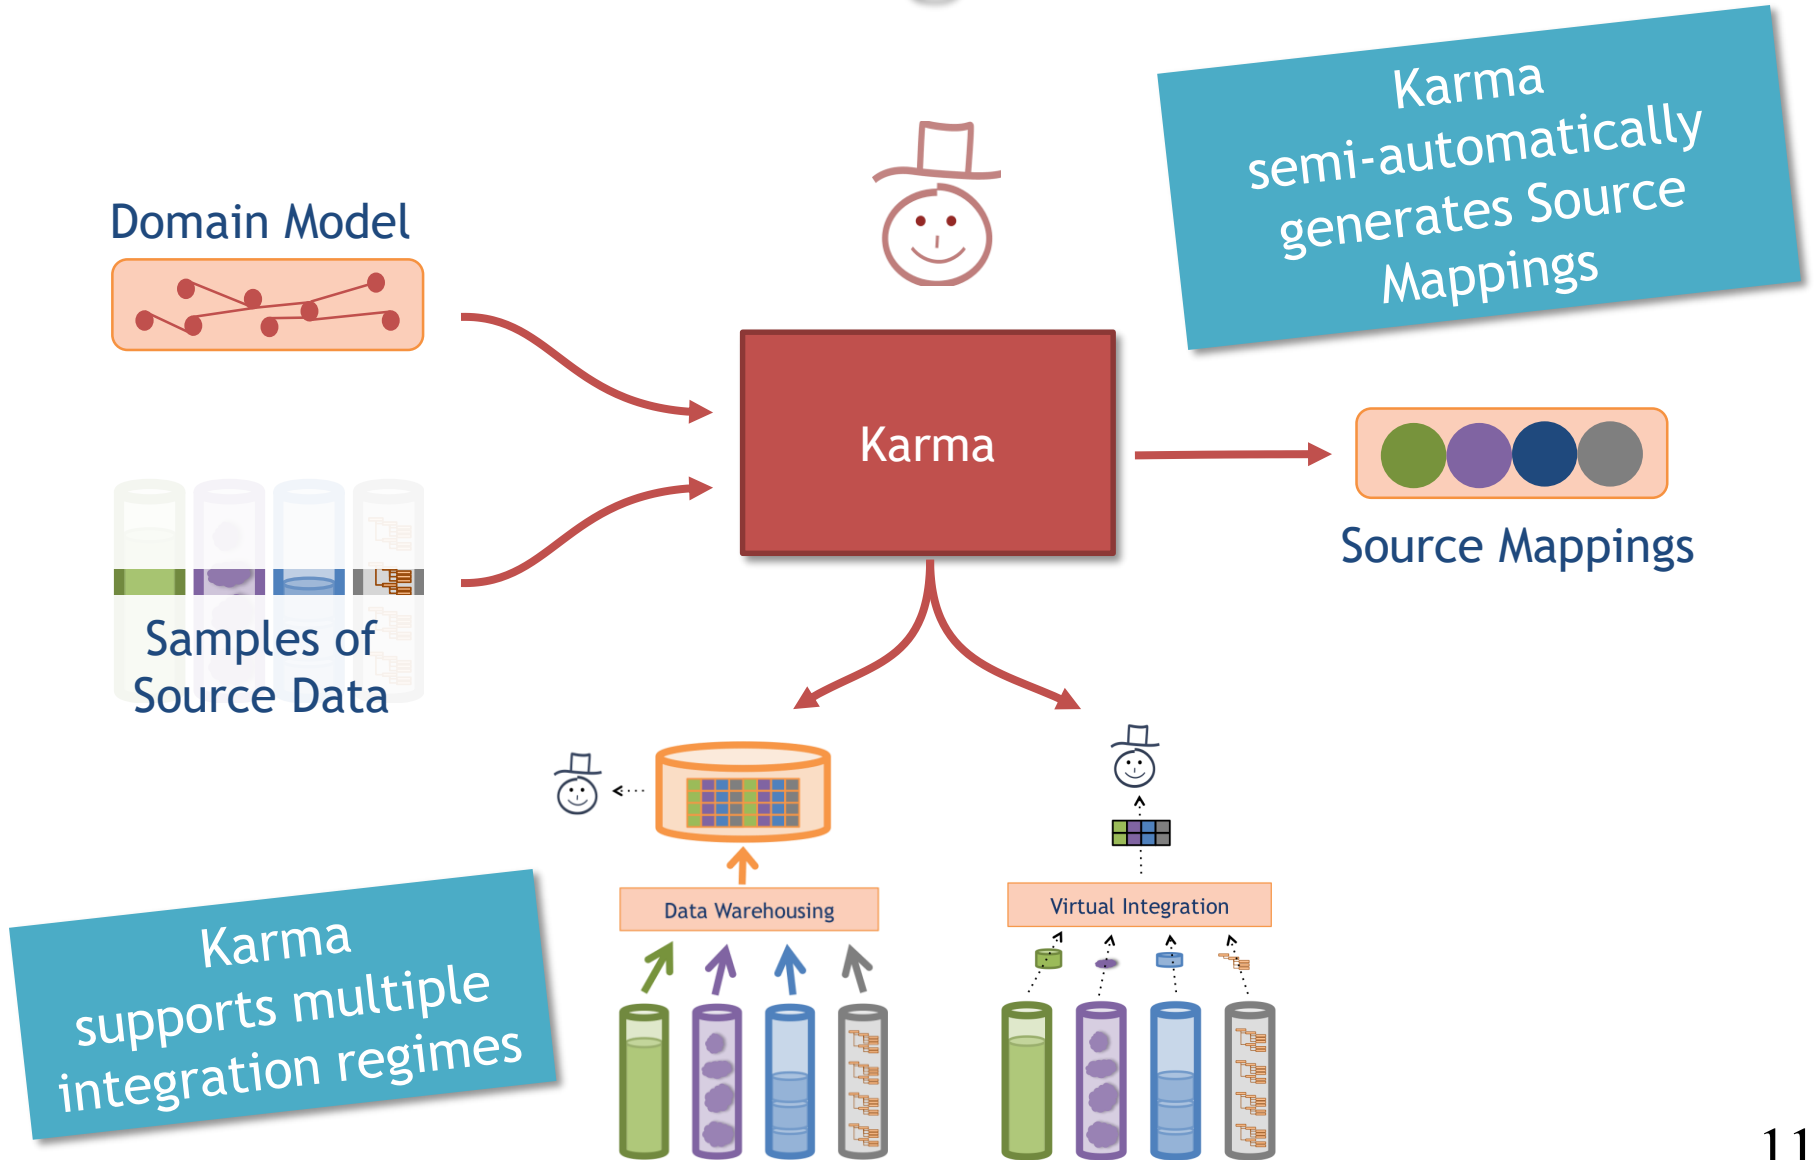 Karma
semi-automatically
generates Source
Mappings
Domain Model
Karma
Source Mappings
Samples of
Source Data
Data Warehousing
Virtual Integration
Karma
supports multiple
integration regimes
11